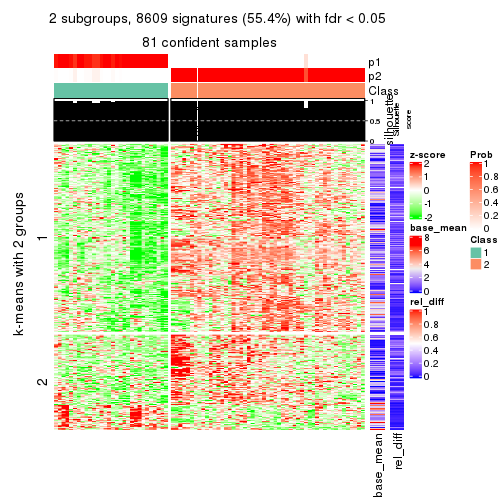 2 subgroups, 8609 signatures (55.4%) with fdr < 0.05
81 confident samples
p1
p2
Class
1
0.5
0
silhouette
Silhouette
score
k-means with 2 groups
1
2
base_mean
rel_diff
z-score
2
1
0
-1
-2
base_mean
8
6
4
2
0
rel_diff
1
0.8
0.6
0.4
0.2
0
Prob
1
0.8
0.6
0.4
0.2
0
Class
1
2